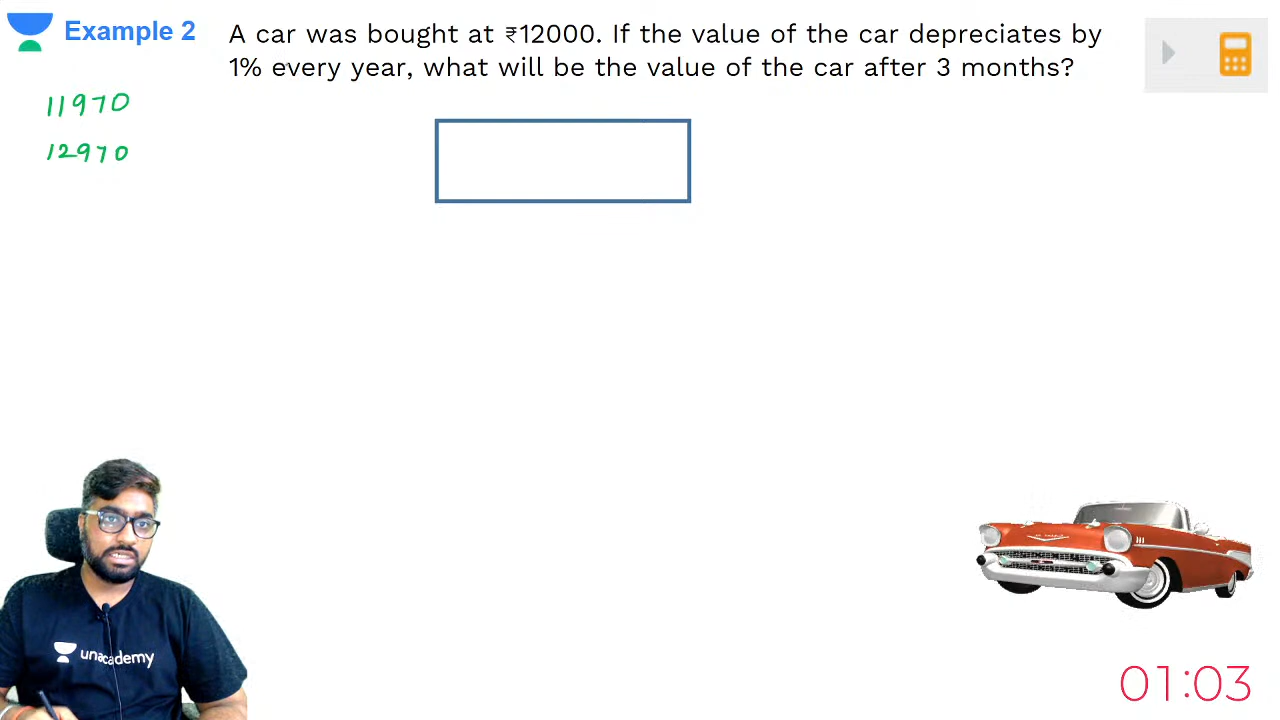 Example 2
A car was bought at ₹12000. If the value of the car depreciates by
1% every year, what will be the value of the car after 3 months?
11970
12970
unacademy
01:03